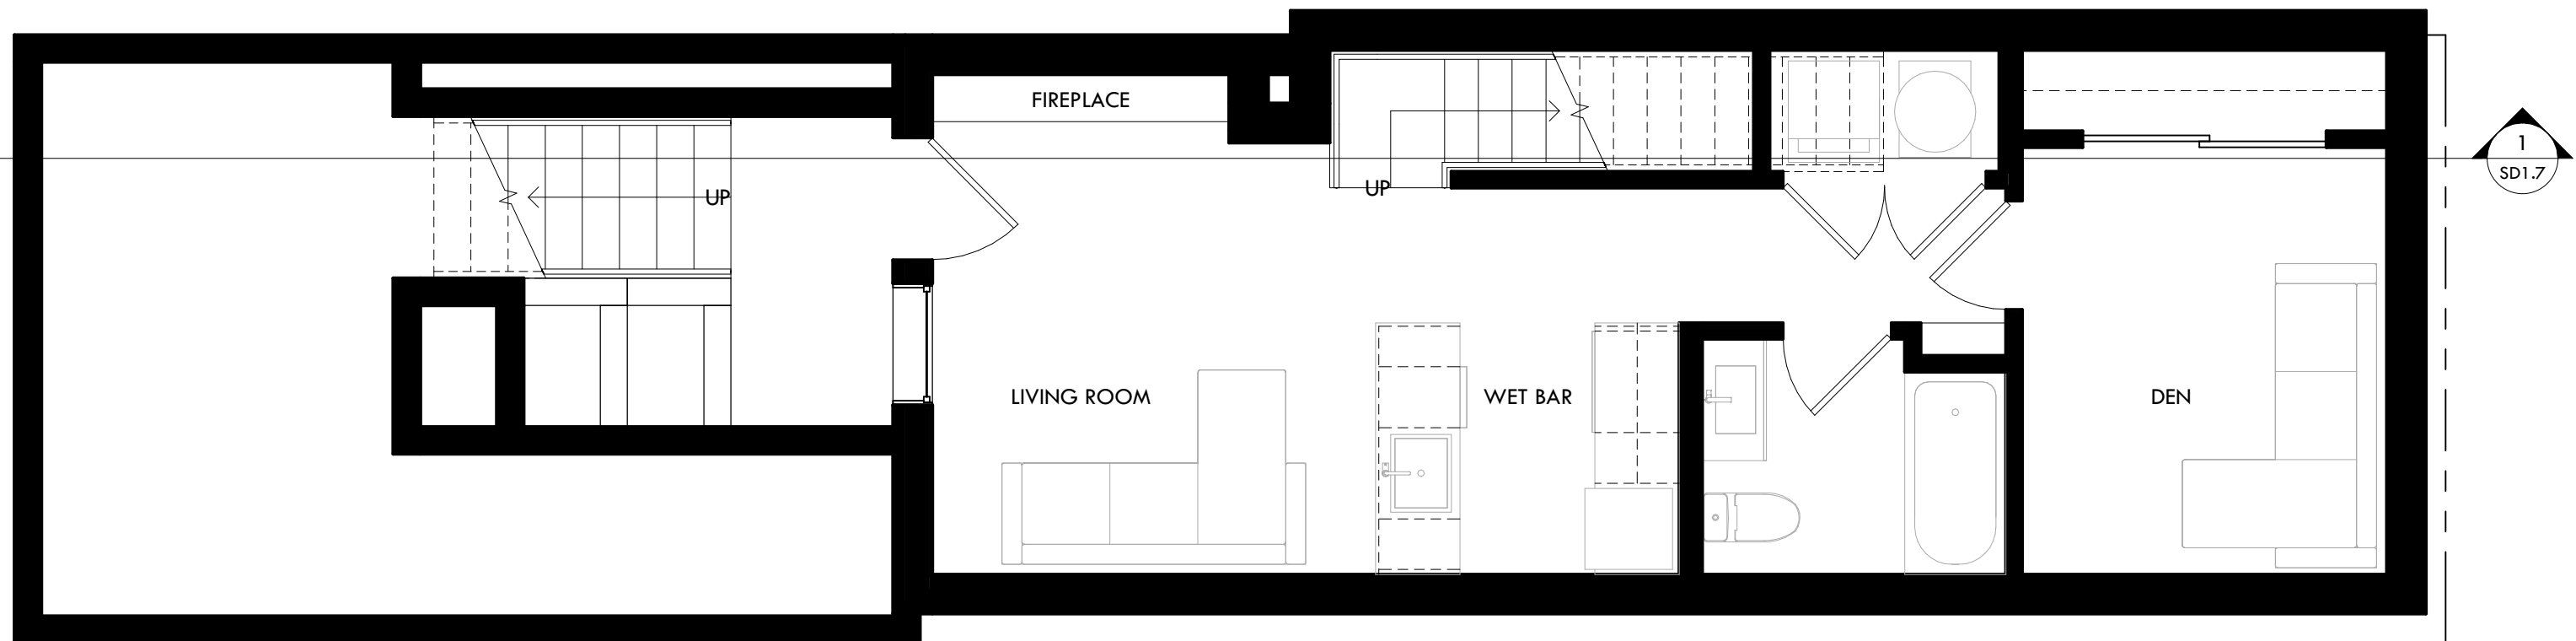 FIREPLACE
1
SD1.7
UP
UP
LIVING ROOM
WET BAR
DEN